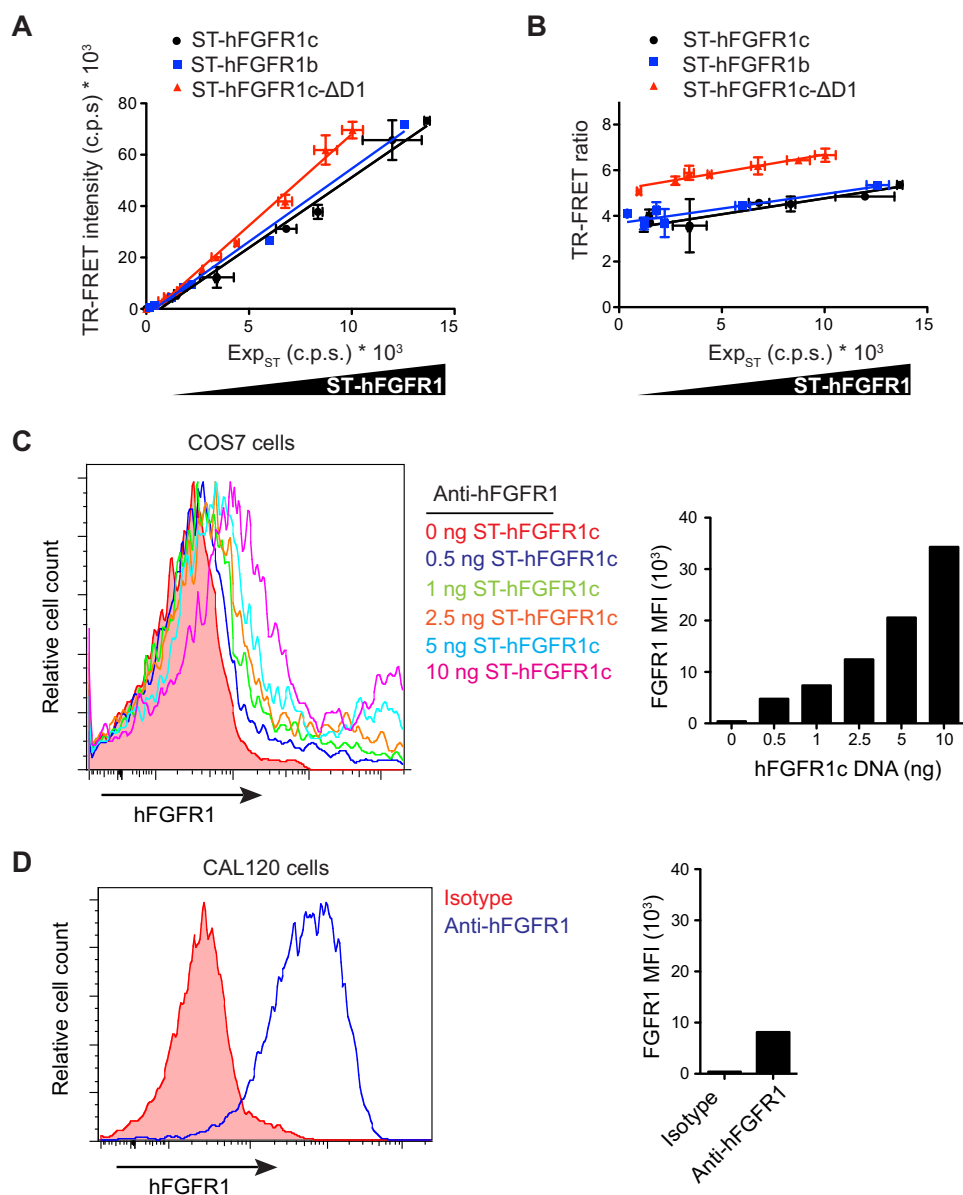 A
ST-hFGFR1c
ST-hFGFR1b
ST-hFGFR1c-ΔD1
TR-FRET intensity (c.p.s) * 10³
80
60
40
20
0
0
5
10
15
Exp_ST (c.p.s.) * 10³
ST-hFGFR1
B
ST-hFGFR1c
ST-hFGFR1b
ST-hFGFR1c-ΔD1
TR-FRET ratio
8
6
4
2
0
0
5
10
15
Exp_ST (c.p.s.) * 10³
ST-hFGFR1
C
COS7 cells
Relative cell count
hFGFR1
Anti-hFGFR1
0 ng ST-hFGFR1c
0.5 ng ST-hFGFR1c
1 ng ST-hFGFR1c
2.5 ng ST-hFGFR1c
5 ng ST-hFGFR1c
10 ng ST-hFGFR1c
FGFR1 MFI (10³)
40
30
20
10
0
0 0.5 1 2.5 5 10
hFGFR1c DNA (ng)
D
CAL120 cells
Relative cell count
hFGFR1
Isotype
Anti-hFGFR1
FGFR1 MFI (10³)
40
30
20
10
0
Isotype
Anti-hFGFR1